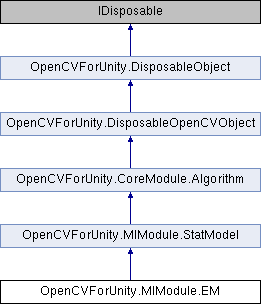 IDisposable
OpenCVForUnity.DisposableObject
OpenCVForUnity.DisposableOpenCVObject
OpenCVForUnity.CoreModule.Algorithm
OpenCVForUnity.MlModule.StatModel
OpenCVForUnity.MlModule.EM